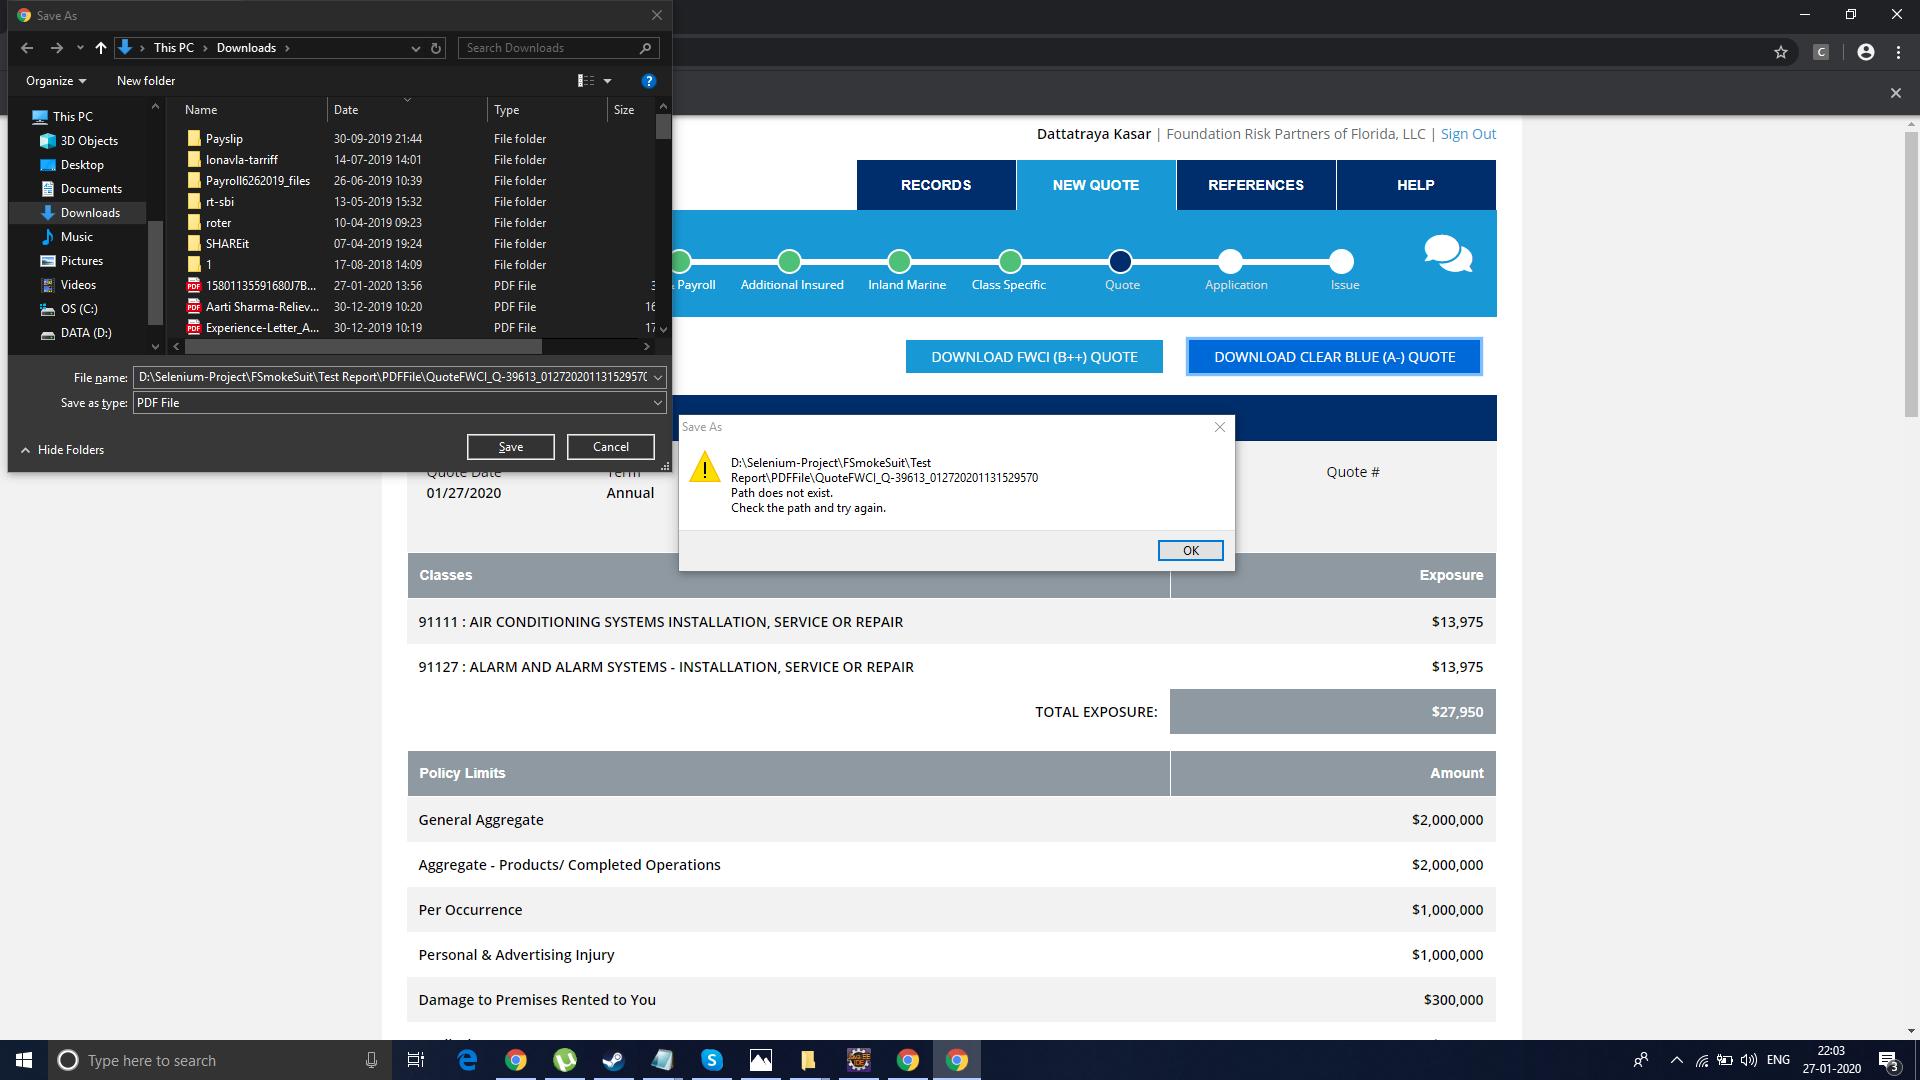 Save As
This PC
Downloads
Search Downloads
C
Organize
New folder
This PC
3D Objects
Desktop
Documents
Downloads
Music
Pictures
Videos
OS (C:)
DATA (D:)
Name Date Type Size
Payslip 30-09-2019 21:44 File folder
lonavla-tarriff 14-07-2019 14:01 File folder
Payroll6262019_files 26-06-2019 10:39 File folder
rt-sbi 13-05-2019 15:32 File folder
roter 10-04-2019 09:23 File folder
SHAREit 07-04-2019 19:24 File folder
1 17-08-2018 14:09 File folder
15801135591680J7B... 27-01-2020 13:56 PDF File 3
Aarti Sharma-Reliev... 30-12-2019 10:20 PDF File 16
Experience-Letter_A... 30-12-2019 10:19 PDF File 17
File name: D:\Selenium-Project\FSmokeSuit\Test Report\PDFFile\QuoteFWCI_Q-39613_012720201131529570
Save as type: PDF File
Hide Folders
Save
Cancel
Dattatraya Kasar | Foundation Risk Partners of Florida, LLC | Sign Out
RECORDS
NEW QUOTE
REFERENCES
HELP
Payroll
Additional Insured
Inland Marine
Class Specific
Quote
Application
Issue
DOWNLOAD FWCI (B++) QUOTE
DOWNLOAD CLEAR BLUE (A-) QUOTE
Save As
D:\Selenium-Project\FSmokeSuit\Test
Report\PDFFile\QuoteFWCI_Q-39613_012720201131529570
Path does not exist.
Check the path and try again.
OK
Quote Date
01/27/2020
Term
Annual
Quote #
Classes Exposure
91111 : AIR CONDITIONING SYSTEMS INSTALLATION, SERVICE OR REPAIR $13,975
91127 : ALARM AND ALARM SYSTEMS - INSTALLATION, SERVICE OR REPAIR $13,975
TOTAL EXPOSURE: $27,950
Policy Limits Amount
General Aggregate $2,000,000
Aggregate - Products/ Completed Operations $2,000,000
Per Occurrence $1,000,000
Personal & Advertising Injury $1,000,000
Damage to Premises Rented to You $300,000
Type here to search
ENG
22:03
27-01-2020
3